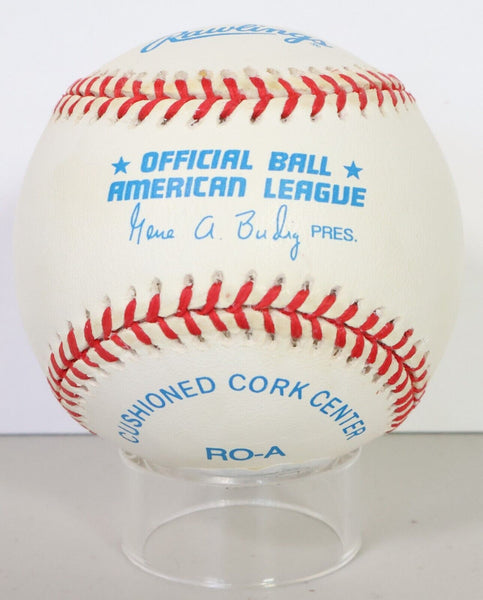 Rawlings
★ OFFICIAL BALL ★
AMERICAN LEAGUE
Gene A. Budig PRES.
CUSHIONED CORK CENTER
RO-A